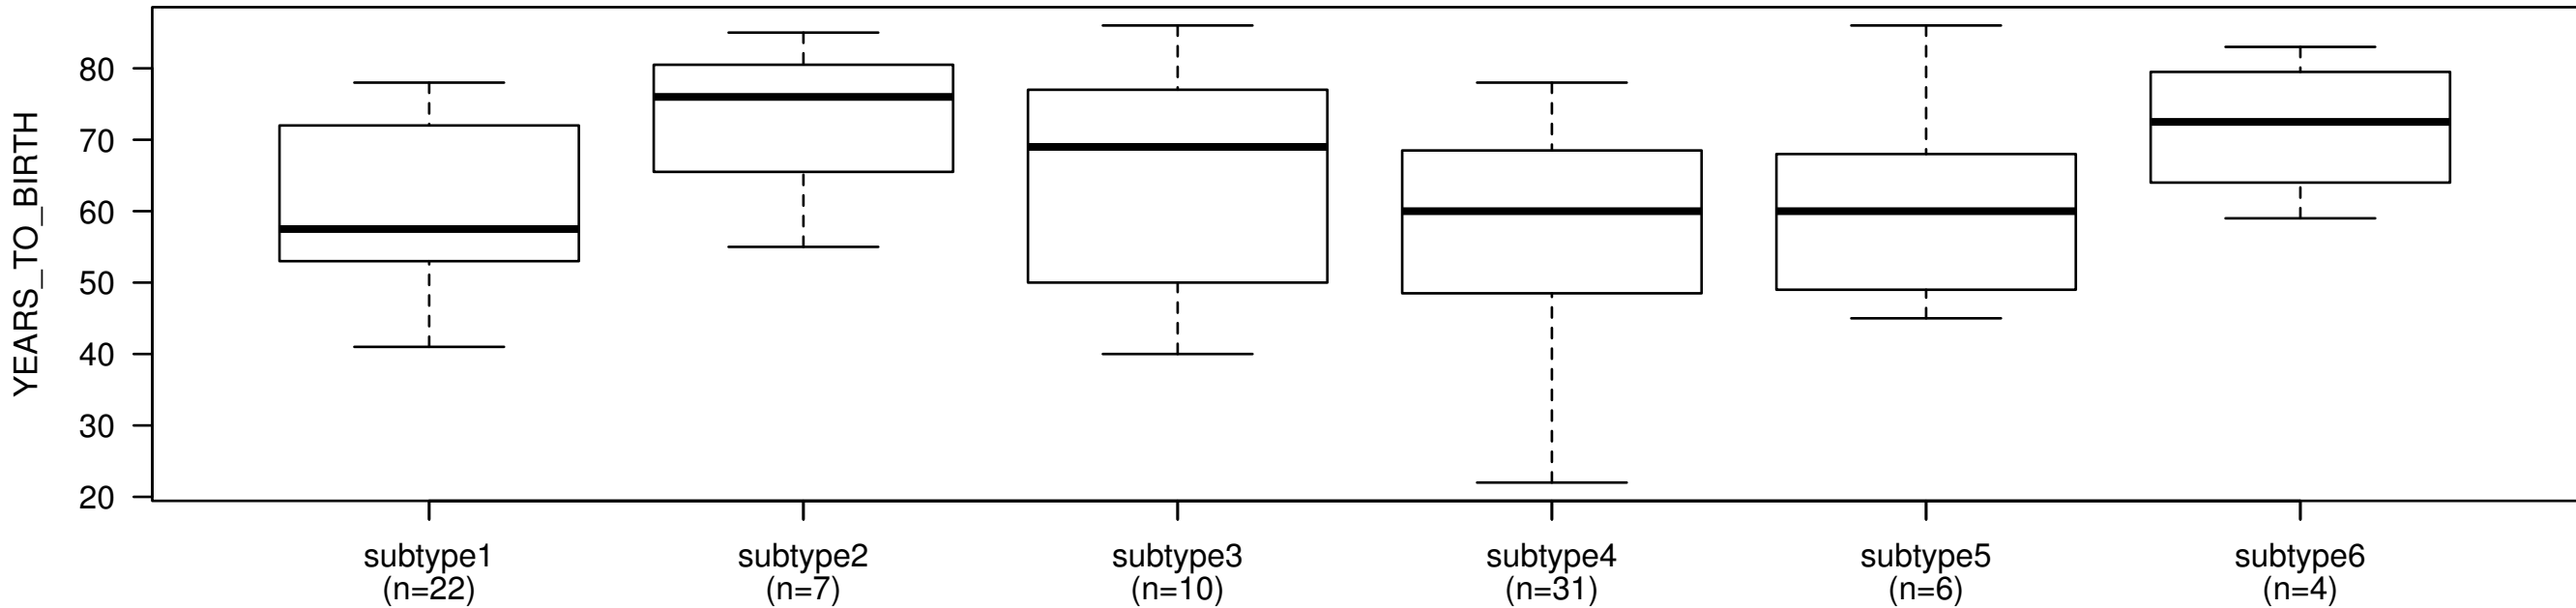 YEARS_TO_BIRTH
80
70
60
50
40
30
20
subtype1 subtype2 subtype3 subtype4 subtype5 subtype6
(n=22) (n=7) (n=10) (n=31) (n=6) (n=4)